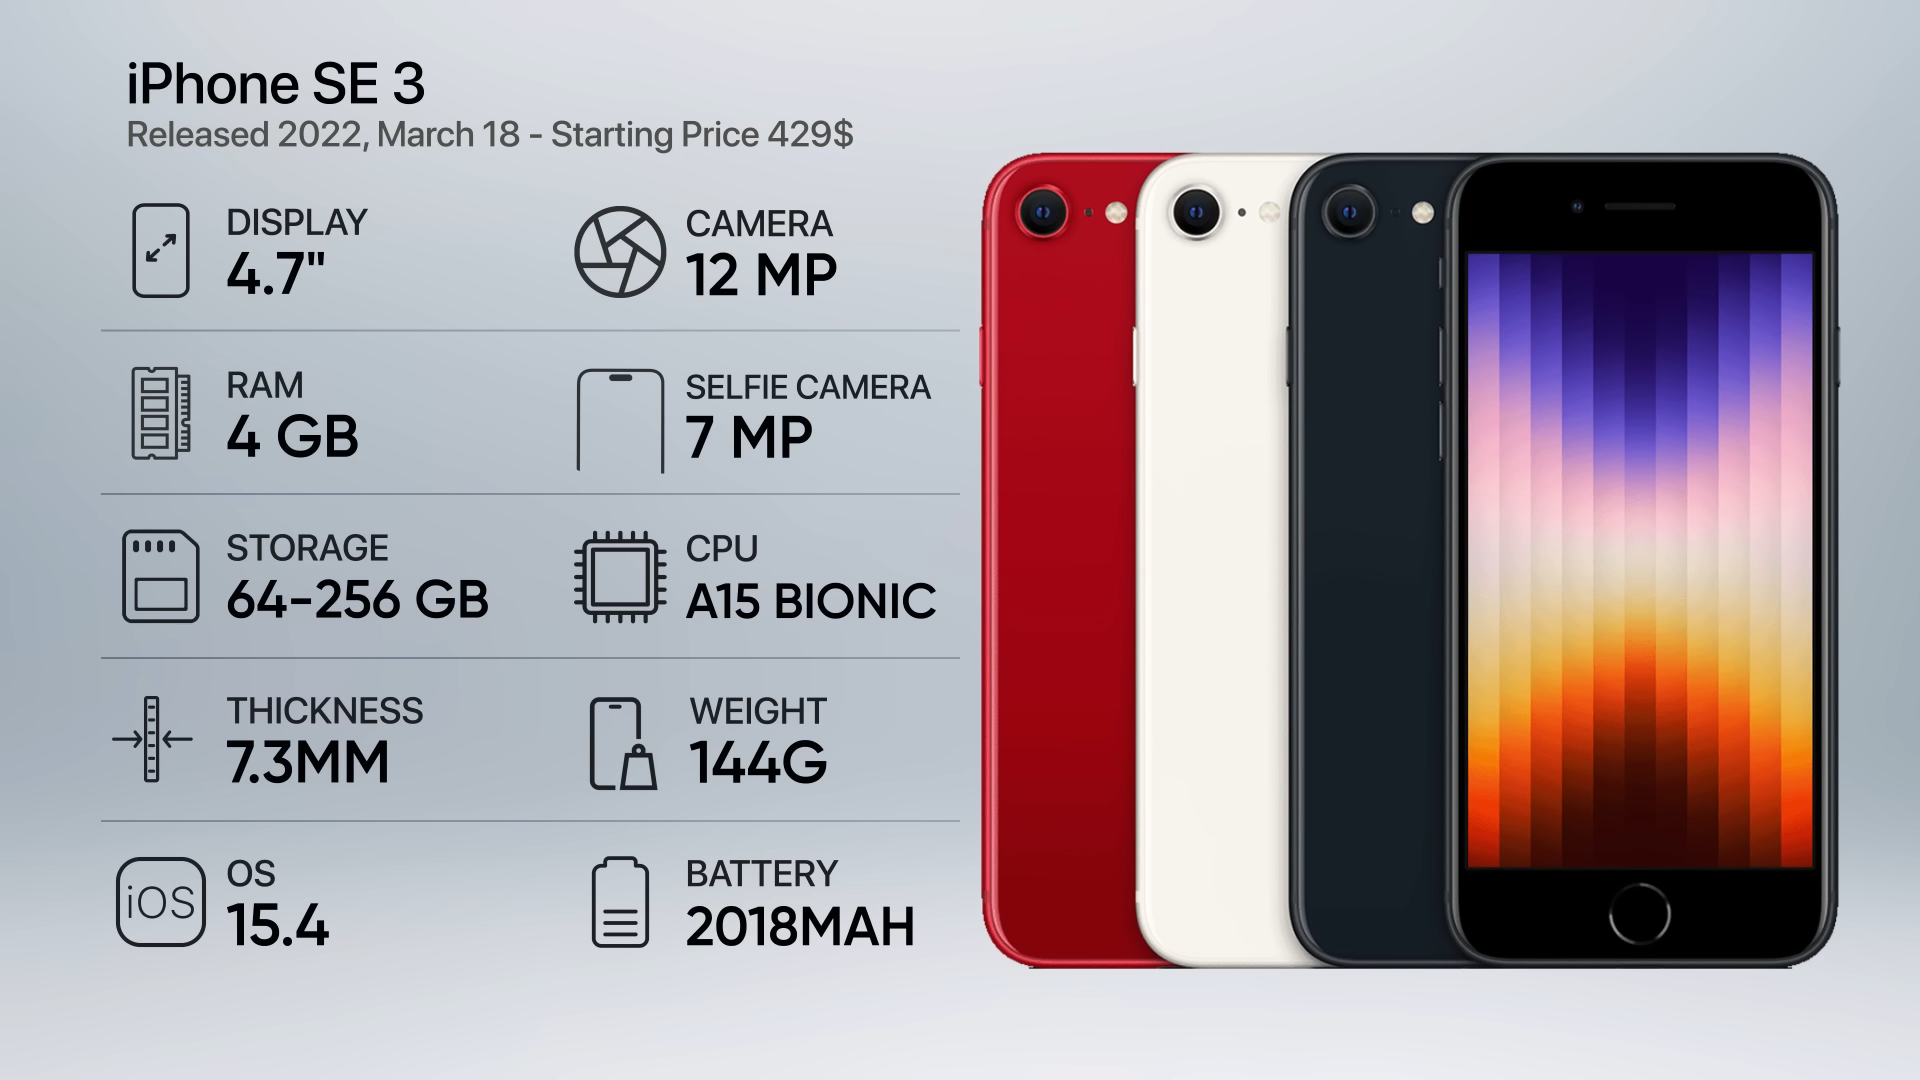 iPhone SE 3
Released 2022, March 18 - Starting Price 429$
DISPLAY
4.7"
CAMERA
12 MP
RAM
4 GB
SELFIE CAMERA
7 MP
STORAGE
64-256 GB
CPU
A15 BIONIC
THICKNESS
7.3MM
WEIGHT
144G
iOS
OS
15.4
BATTERY
2018MAH